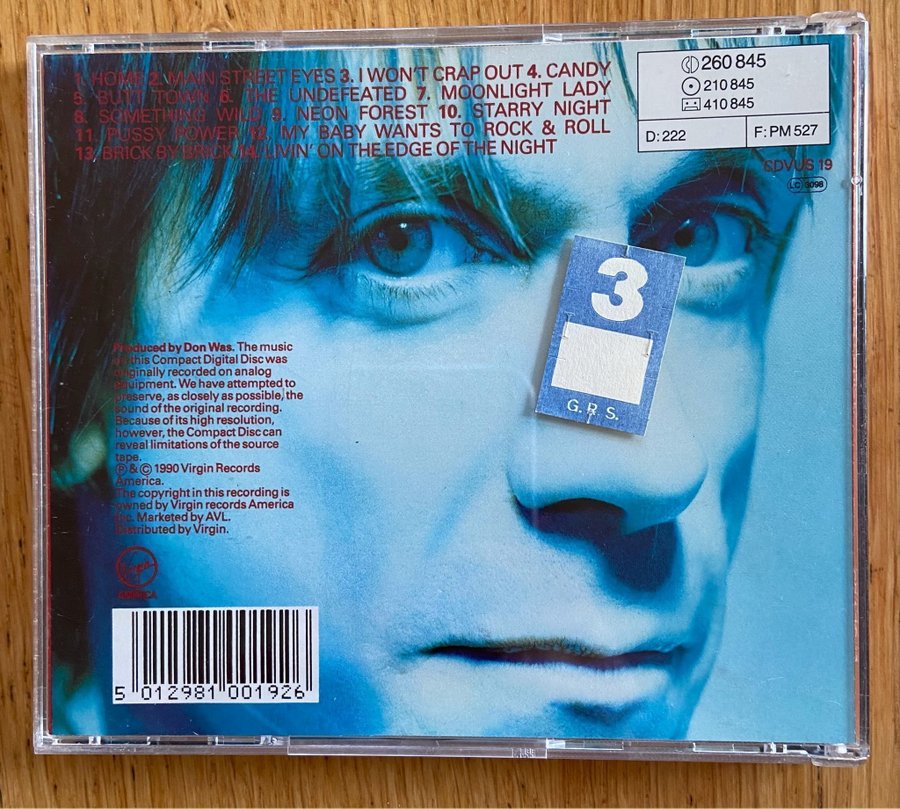 1. HOME 2. MAIN STREET EYES 3. I WON'T CRAP OUT 4. CANDY
5. BUTT TOWN 6. THE UNDEFEATED 7. MOONLIGHT LADY
8. SOMETHING WILD 9. NEON FOREST 10. STARRY NIGHT
11. PUSSY POWER 12. MY BABY WANTS TO ROCK & ROLL
13. BRICK BY BRICK 14. LIVIN' ON THE EDGE OF THE NIGHT
260 845
210 845
410 845
D: 222
F: PM 527
CDVUS 19
LC 3098
3
G.P.S.
Produced by Don Was. The music
on this Compact Digital Disc was
originally recorded on analog
equipment. We have attempted to
preserve, as closely as possible, the
sound of the original recording.
Because of its high resolution,
however, the Compact Disc can
reveal limitations of the source
tape.
Ⓟ & © 1990 Virgin Records
America.
The copyright in this recording is
owned by Virgin records America
Inc. Marketed by AVL.
Distributed by Virgin.
Virgin
AMERICA
5 012981 001926